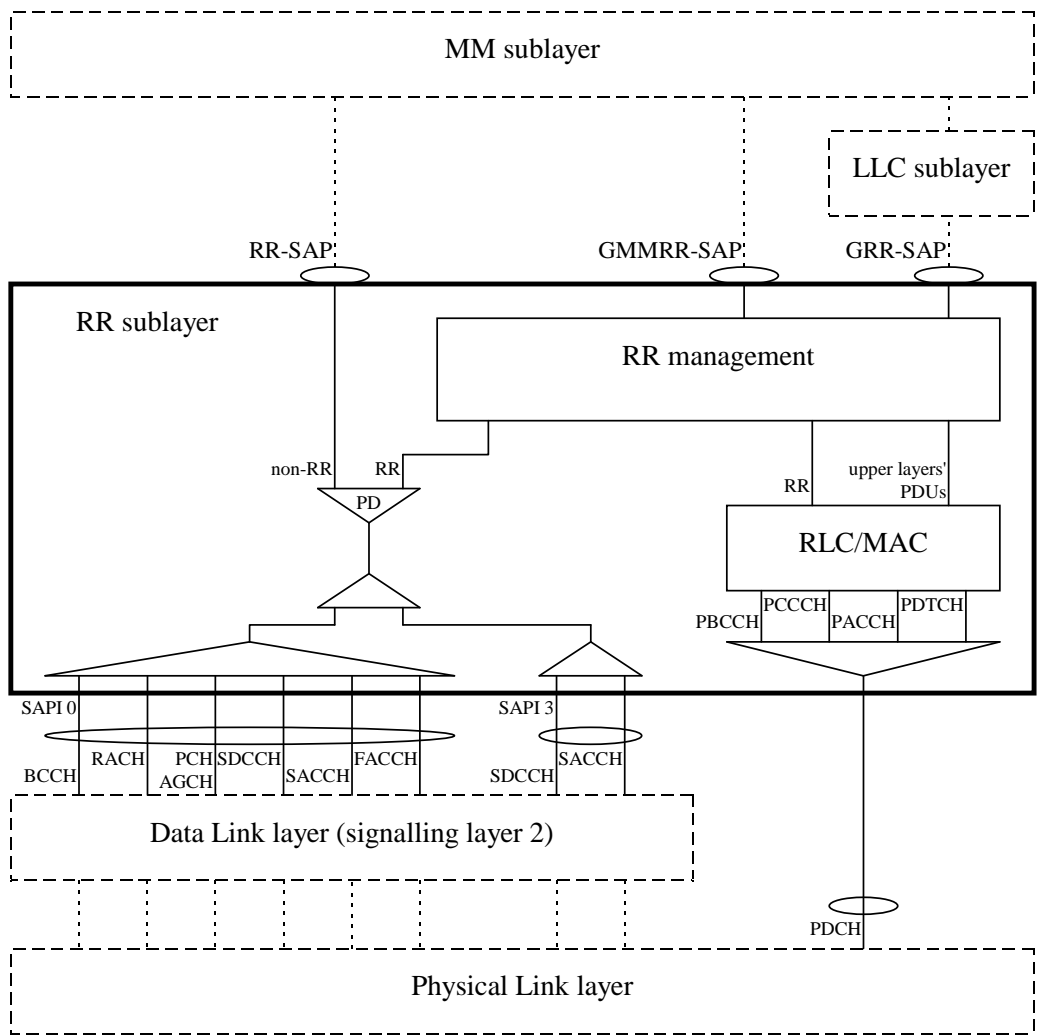 MM sublayer
LLC sublayer
RR-SAP
GMMRR-SAP
GRR-SAP
RR sublayer
RR management
non-RR
RR
PD
RR
upper layers'
PDUs
RLC/MAC
PBCCH
PCCCH
PACCH
PDTCH
SAPI 0
SAPI 3
BCCH
RACH
PCH
AGCH
SDCCH
SACCH
FACCH
SDCCH
SACCH
Data Link layer (signalling layer 2)
PDCH
Physical Link layer